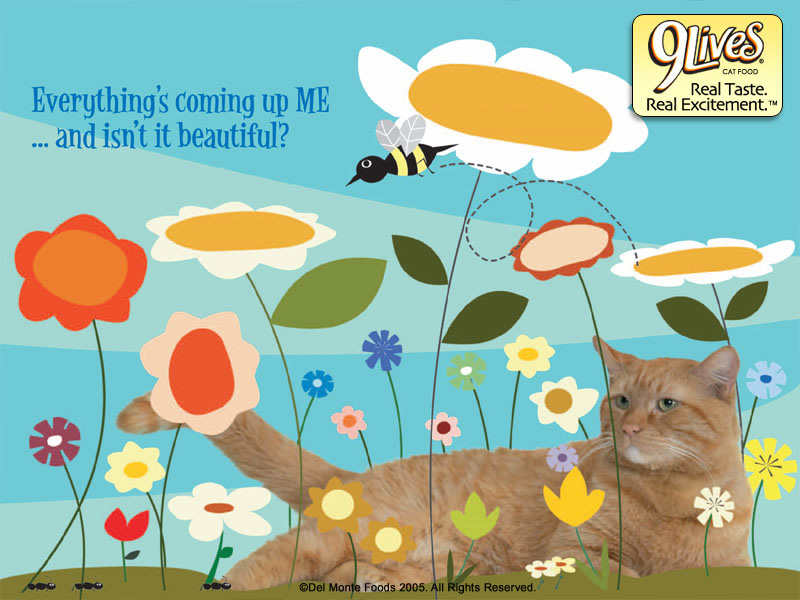 Everything's coming up ME
... and isn't it beautiful?
9Lives®
CAT FOOD
Real Taste.
Real Excitement.™
©Del Monte Foods 2005. All Rights Reserved.